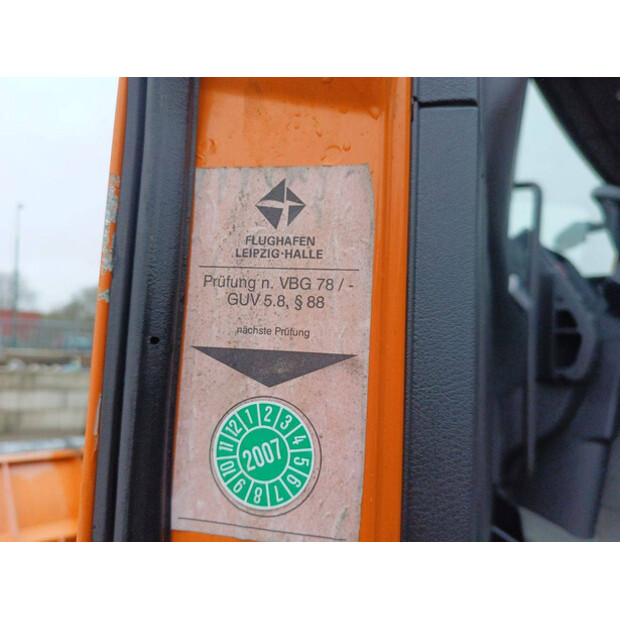 FLUGHAFEN
LEIPZIG·HALLE
Prüfung n. VBG 78 / -
GUV 5.8, § 88
nächste Prüfung
1 2 3 4 5 6 7 8 9 10 11 12
2007